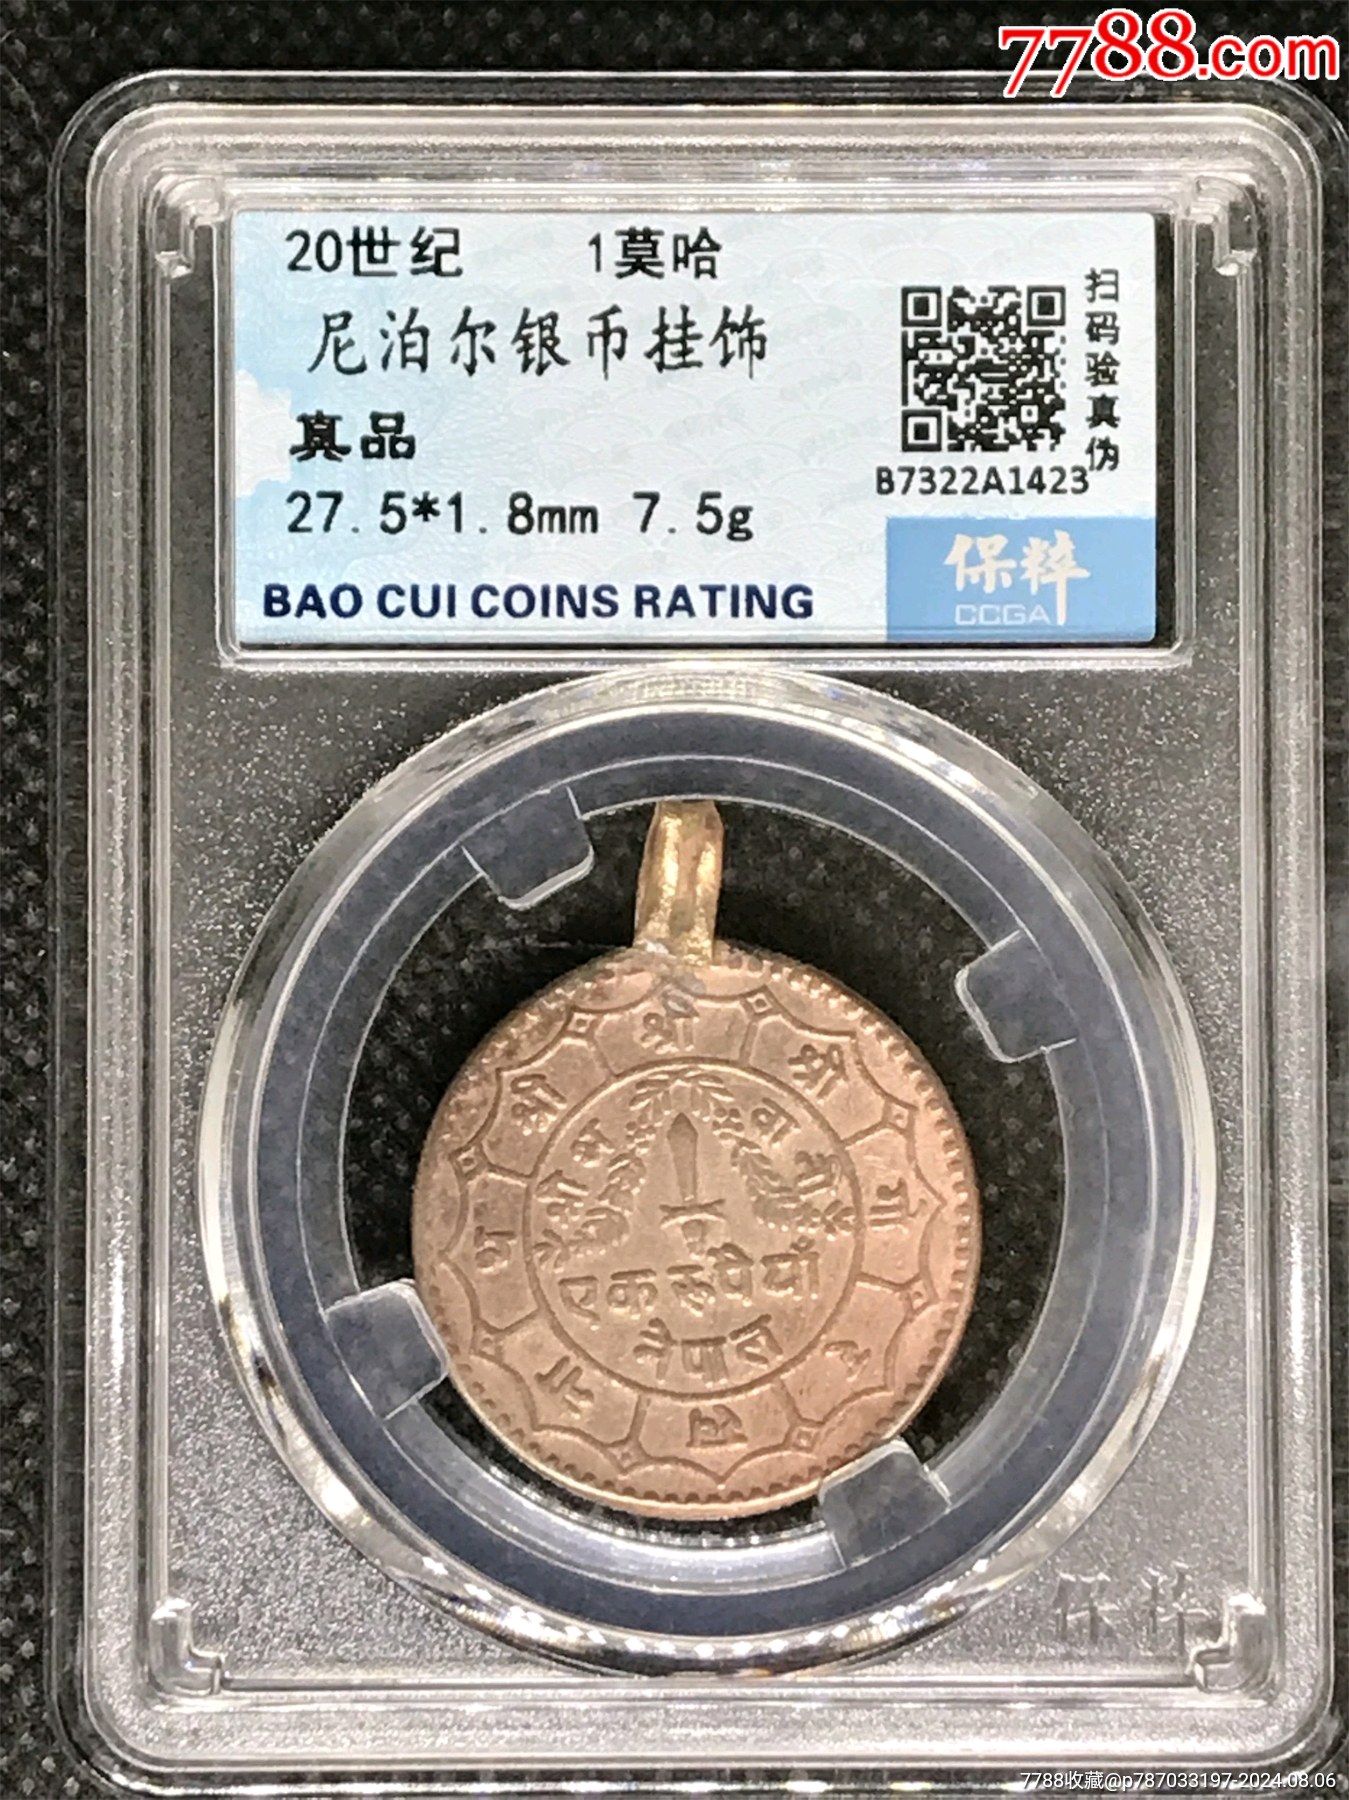 7788.com
20世纪 1莫哈
尼泊尔银币挂饰
真品
27.5*1.8mm 7.5g
BAO CUI COINS RATING
扫码验真伪
B7322A1423
保粹
CCGA
श्री
श्री
श्री
गो
र
ख
ना
एक रूपैयाँ
नेपाल
保粹
7788收藏@p787033197-2024.08.06